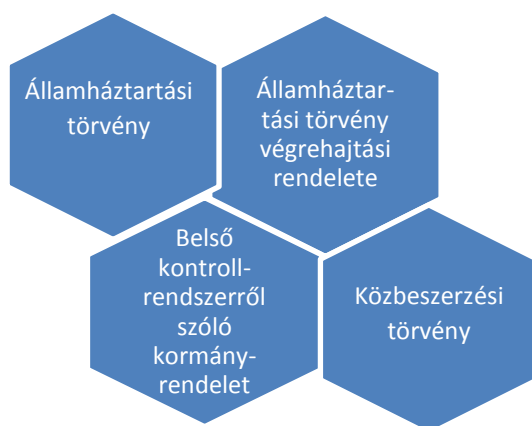 Államháztartási
törvény
Államháztar-
tási törvény
végrehajtási
rendelete
Belső
kontroll-
rendszerről
szóló
kormány-
rendelet
Közbeszerzési
törvény